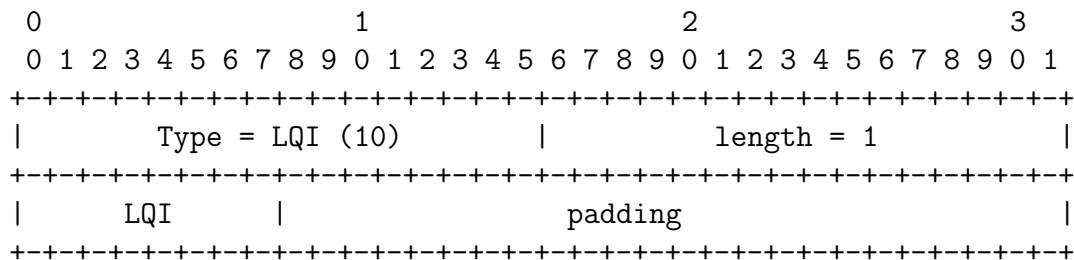 0                   1                   2                   3
 0 1 2 3 4 5 6 7 8 9 0 1 2 3 4 5 6 7 8 9 0 1 2 3 4 5 6 7 8 9 0 1
+-+-+-+-+-+-+-+-+-+-+-+-+-+-+-+-+-+-+-+-+-+-+-+-+-+-+-+-+-+-+-+-+
|        Type = LQI (10)        |          length = 1           |
+-+-+-+-+-+-+-+-+-+-+-+-+-+-+-+-+-+-+-+-+-+-+-+-+-+-+-+-+-+-+-+-+
|      LQI      |                 padding                       |
+-+-+-+-+-+-+-+-+-+-+-+-+-+-+-+-+-+-+-+-+-+-+-+-+-+-+-+-+-+-+-+-+